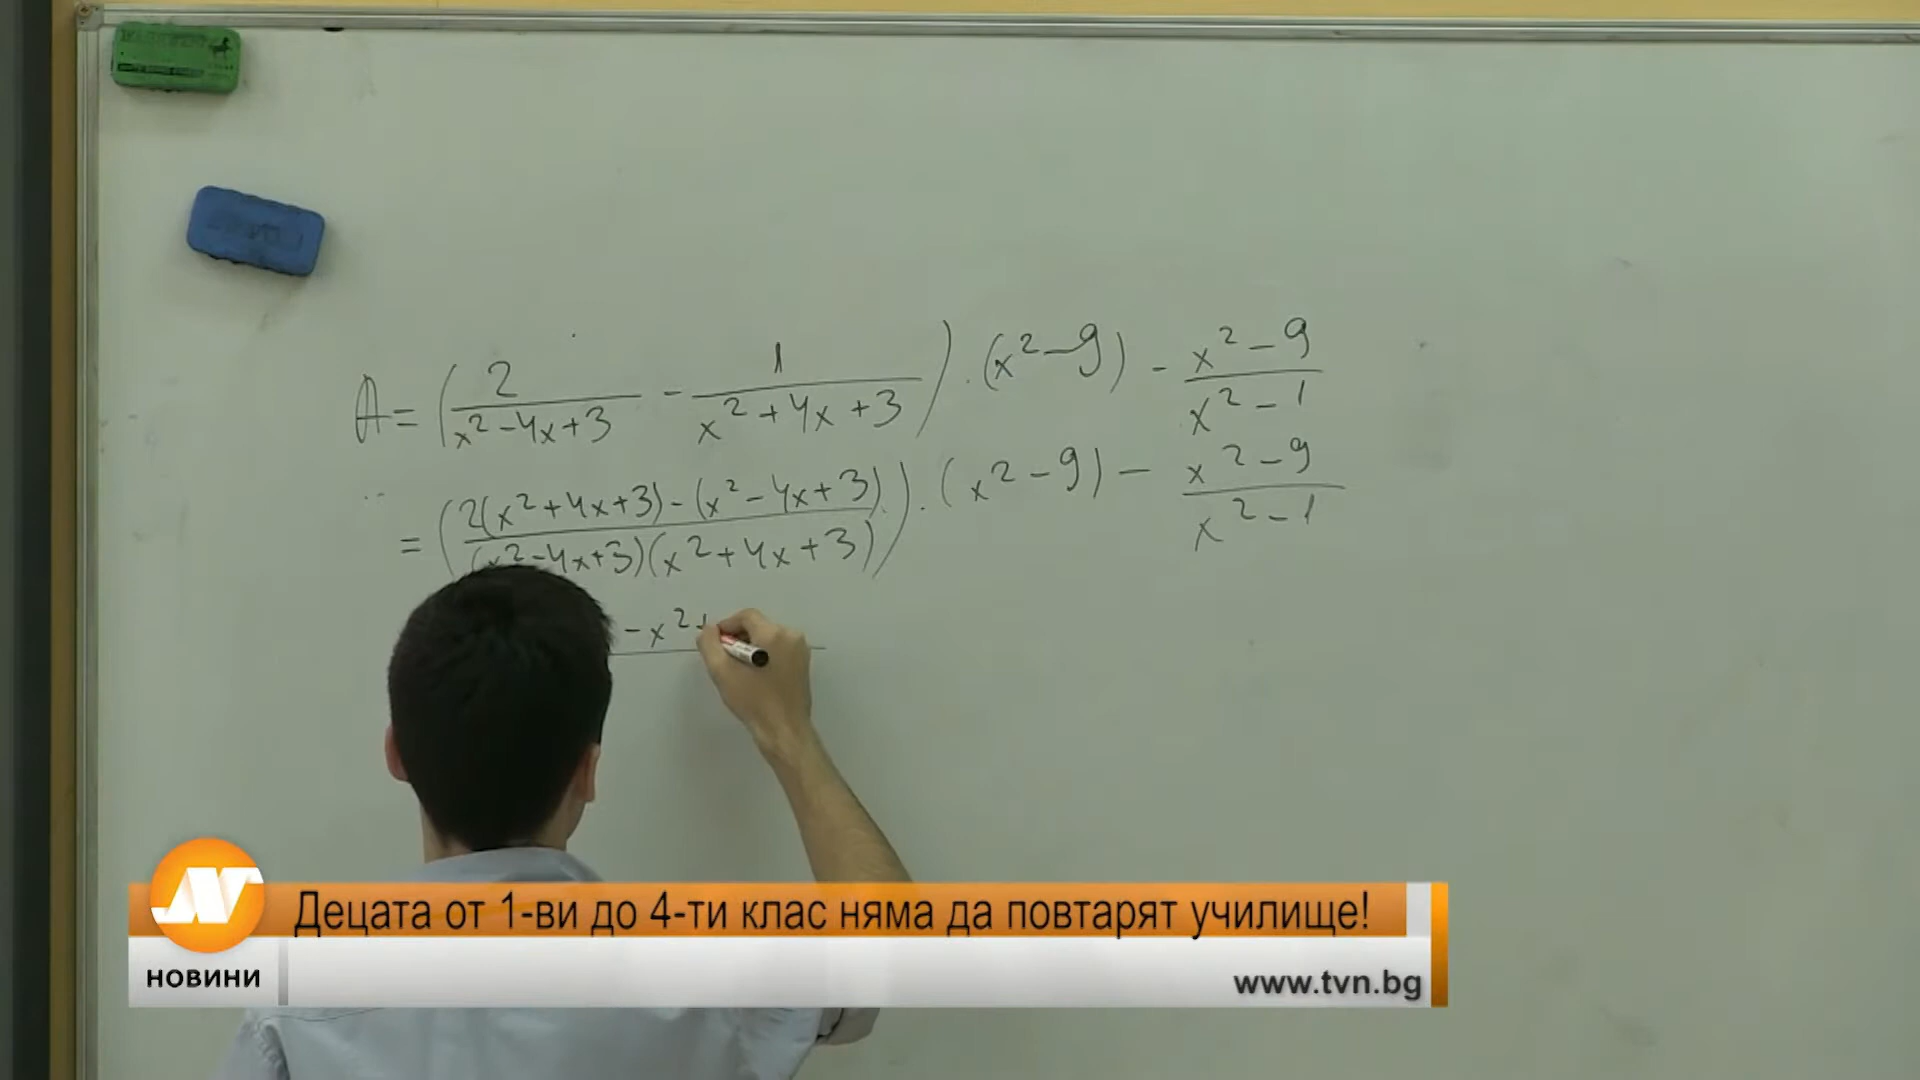 A = (2/(x²-4x+3) - 1/(x²+4x+3)) . (x²-9) - (x²-9)/(x²-1)
= ((2(x²+4x+3)-(x²-4x+3))/((x²-4x+3)(x²+4x+3))) . (x²-9) - (x²-9)/(x²-1)
-x²+
Децата от 1-ви до 4-ти клас няма да повтарят училище!
НОВИНИ
www.tvn.bg